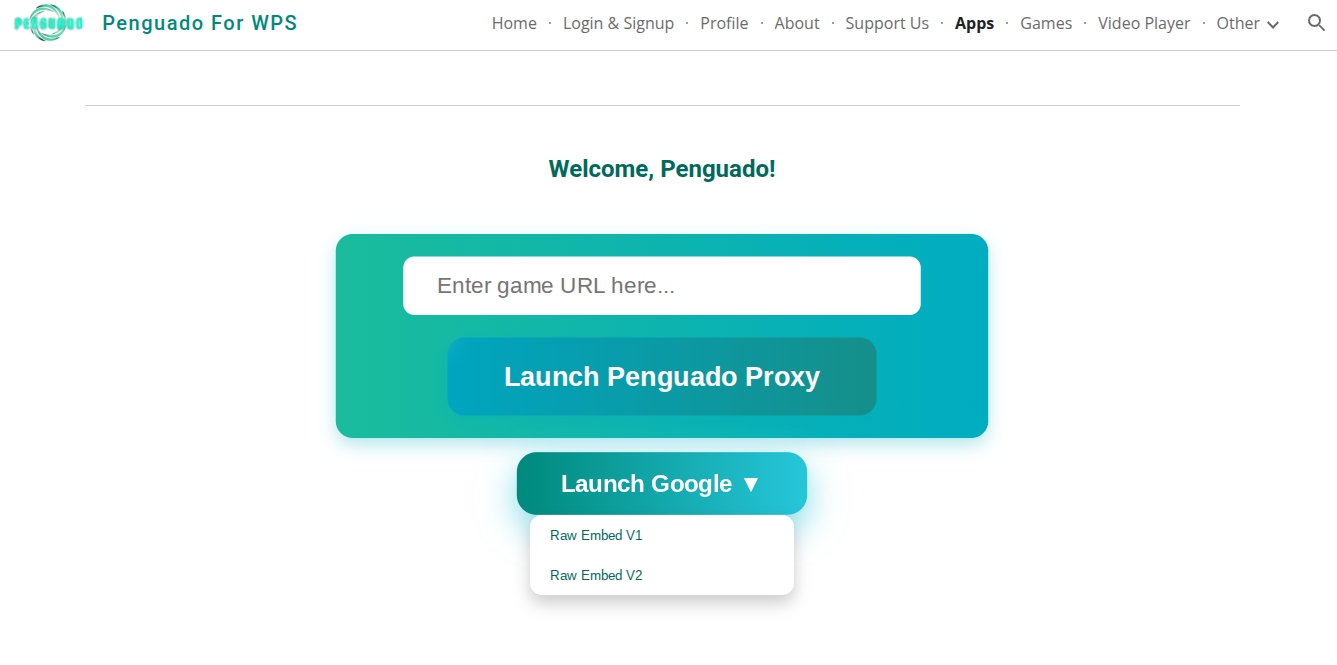 PENGUADO Penguado For WPS Home · Login & Signup · Profile · About · Support Us · Apps · Games · Video Player · Other
Welcome, Penguado!
Enter game URL here...
Launch Penguado Proxy
Launch Google ▼
Raw Embed V1
Raw Embed V2